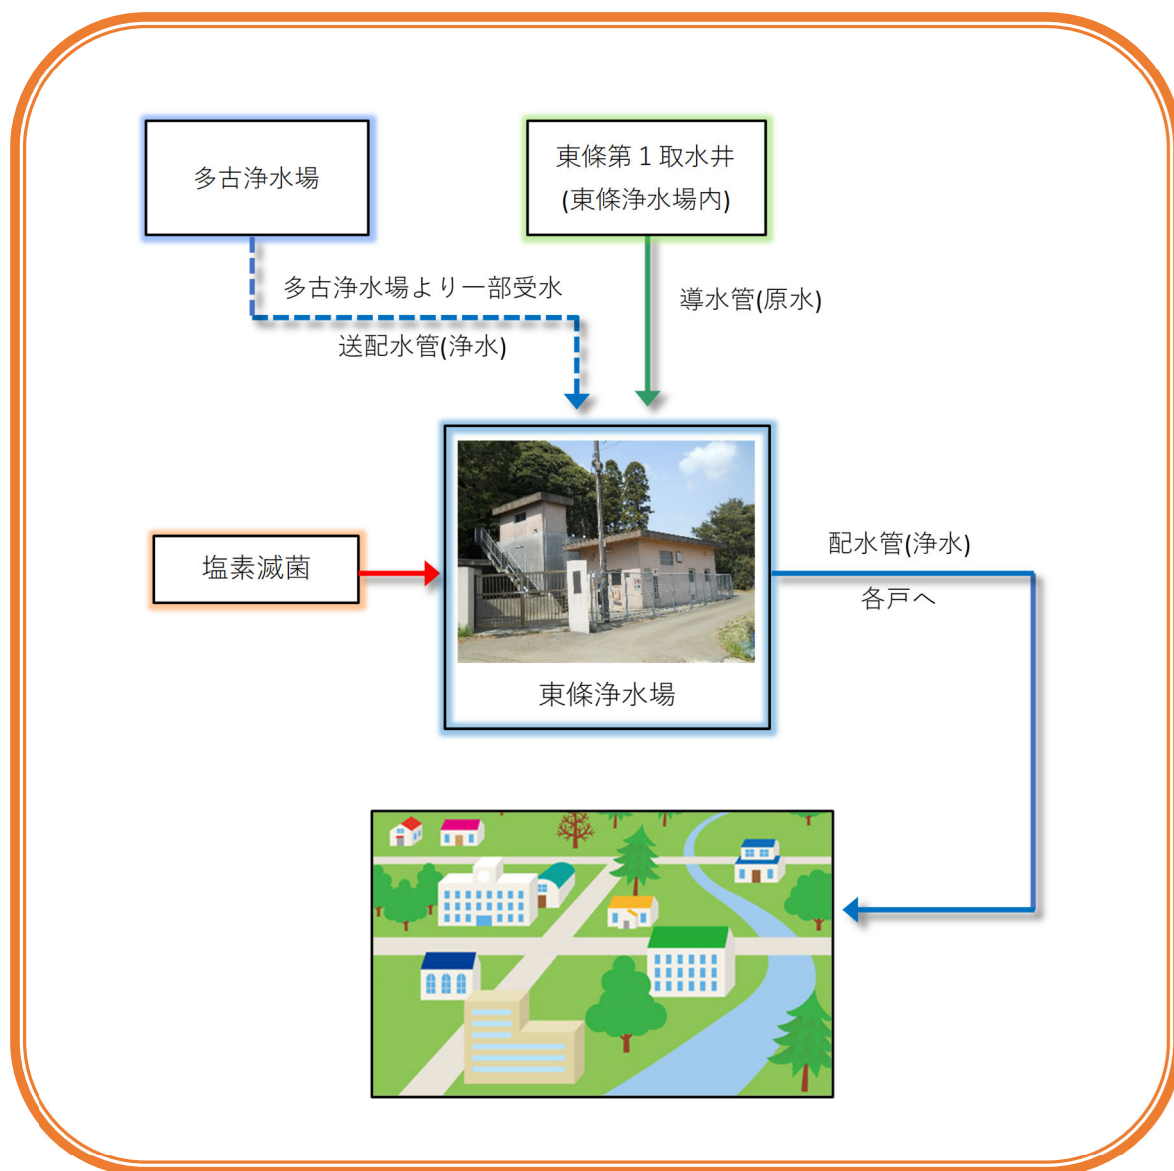 多古浄水場
東條第１取水井
(東條浄水場内)
多古浄水場より一部受水
送配水管(浄水)
導水管(原水)
塩素滅菌
東條浄水場
配水管(浄水)
各戸へ